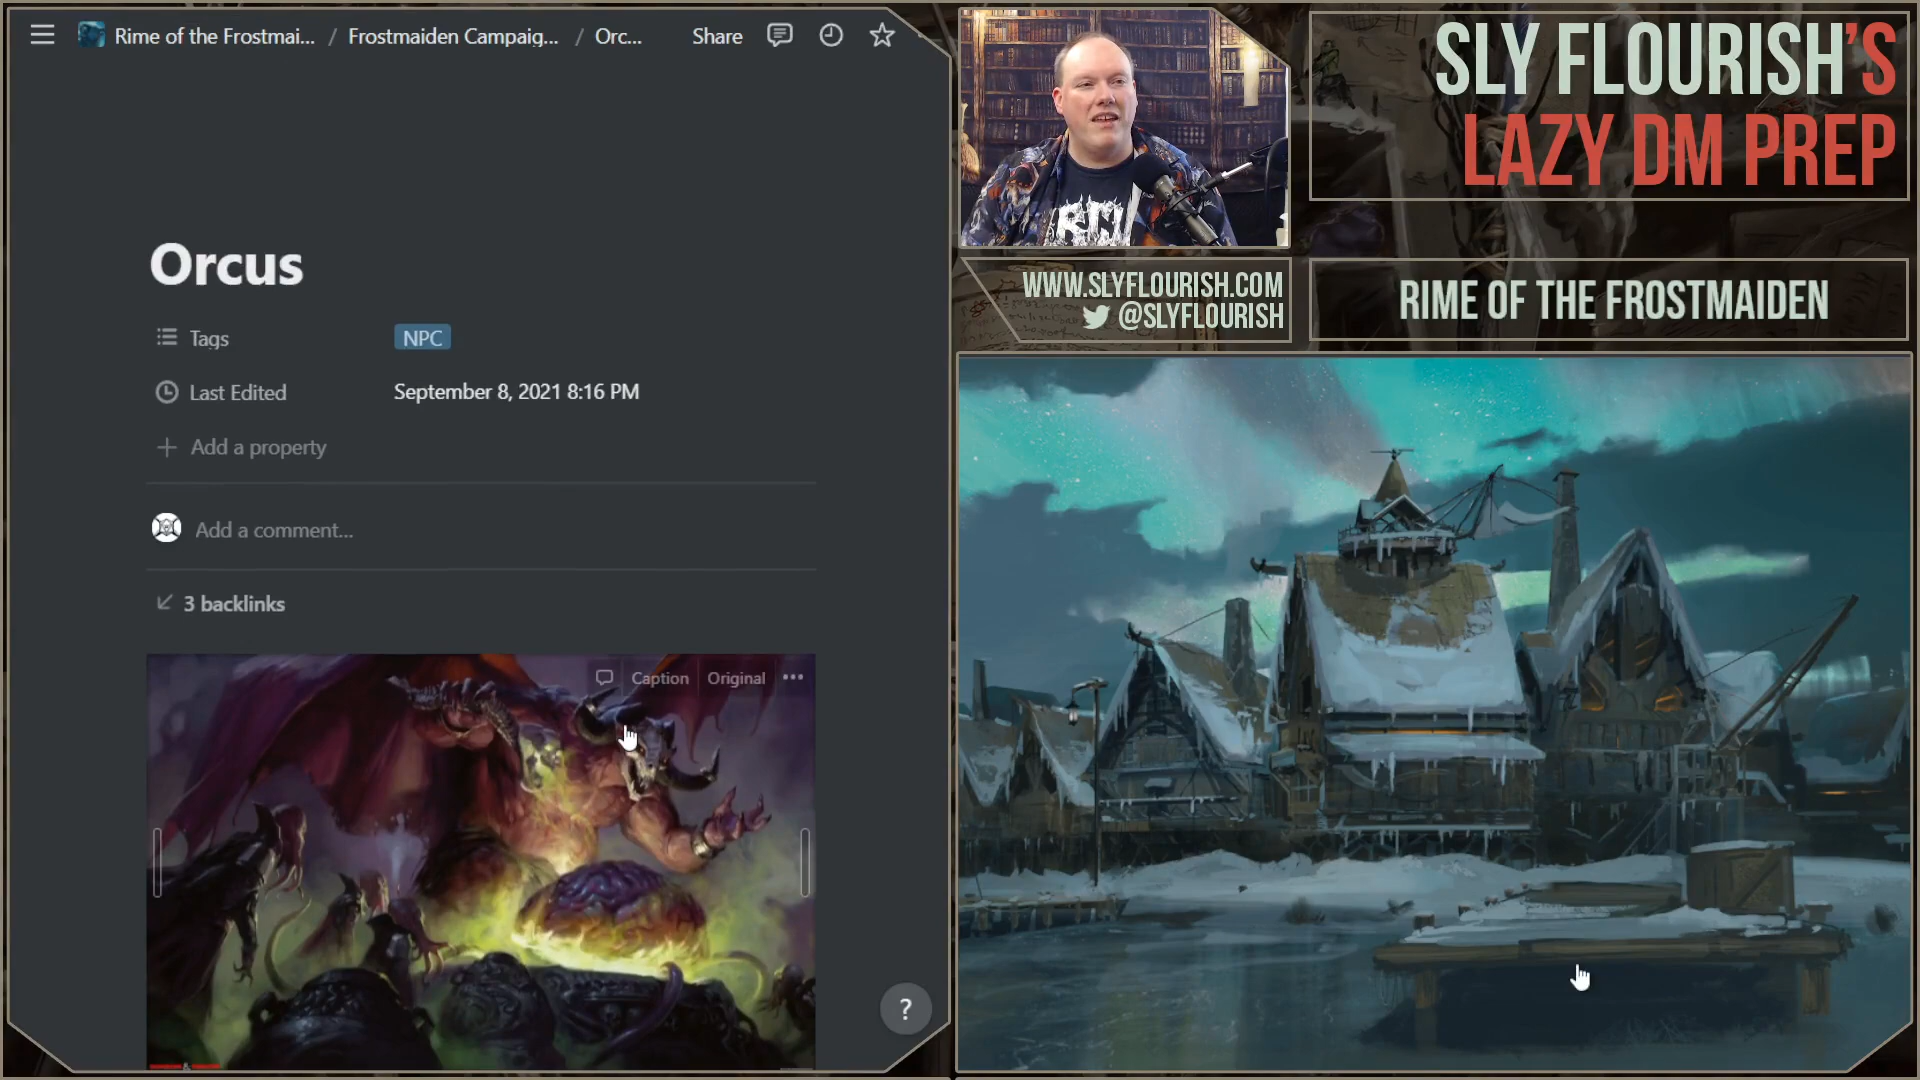 Rime of the Frostmai... / Frostmaiden Campaig... / Orc...
Share
Orcus
Tags
NPC
Last Edited
September 8, 2021 8:16 PM
Add a property
Add a comment...
3 backlinks
Caption
Original
?
SLY FLOURISH'S
LAZY DM PREP
WWW.SLYFLOURISH.COM
@SLYFLOURISH
RIME OF THE FROSTMAIDEN